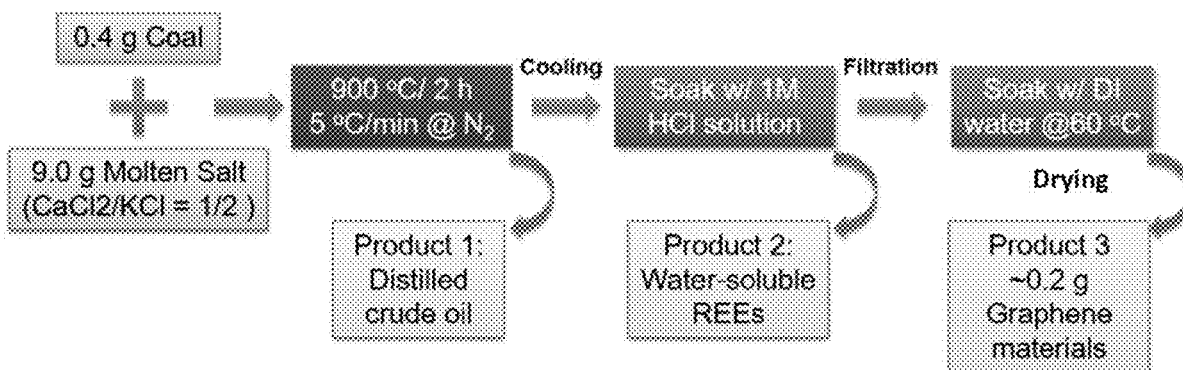 0.4 g Coal
9.0 g Molten Salt
(CaCl2/KCl = 1/2 )
900 °C/ 2 h
5 °C/min @ N₂
Cooling
Soak w/ 1M
HCl solution
Filtration
Soak w/ DI
water @60 °C
Drying
Product 1:
Distilled
crude oil
Product 2:
Water-soluble
REEs
Product 3
~0.2 g
Graphene
materials